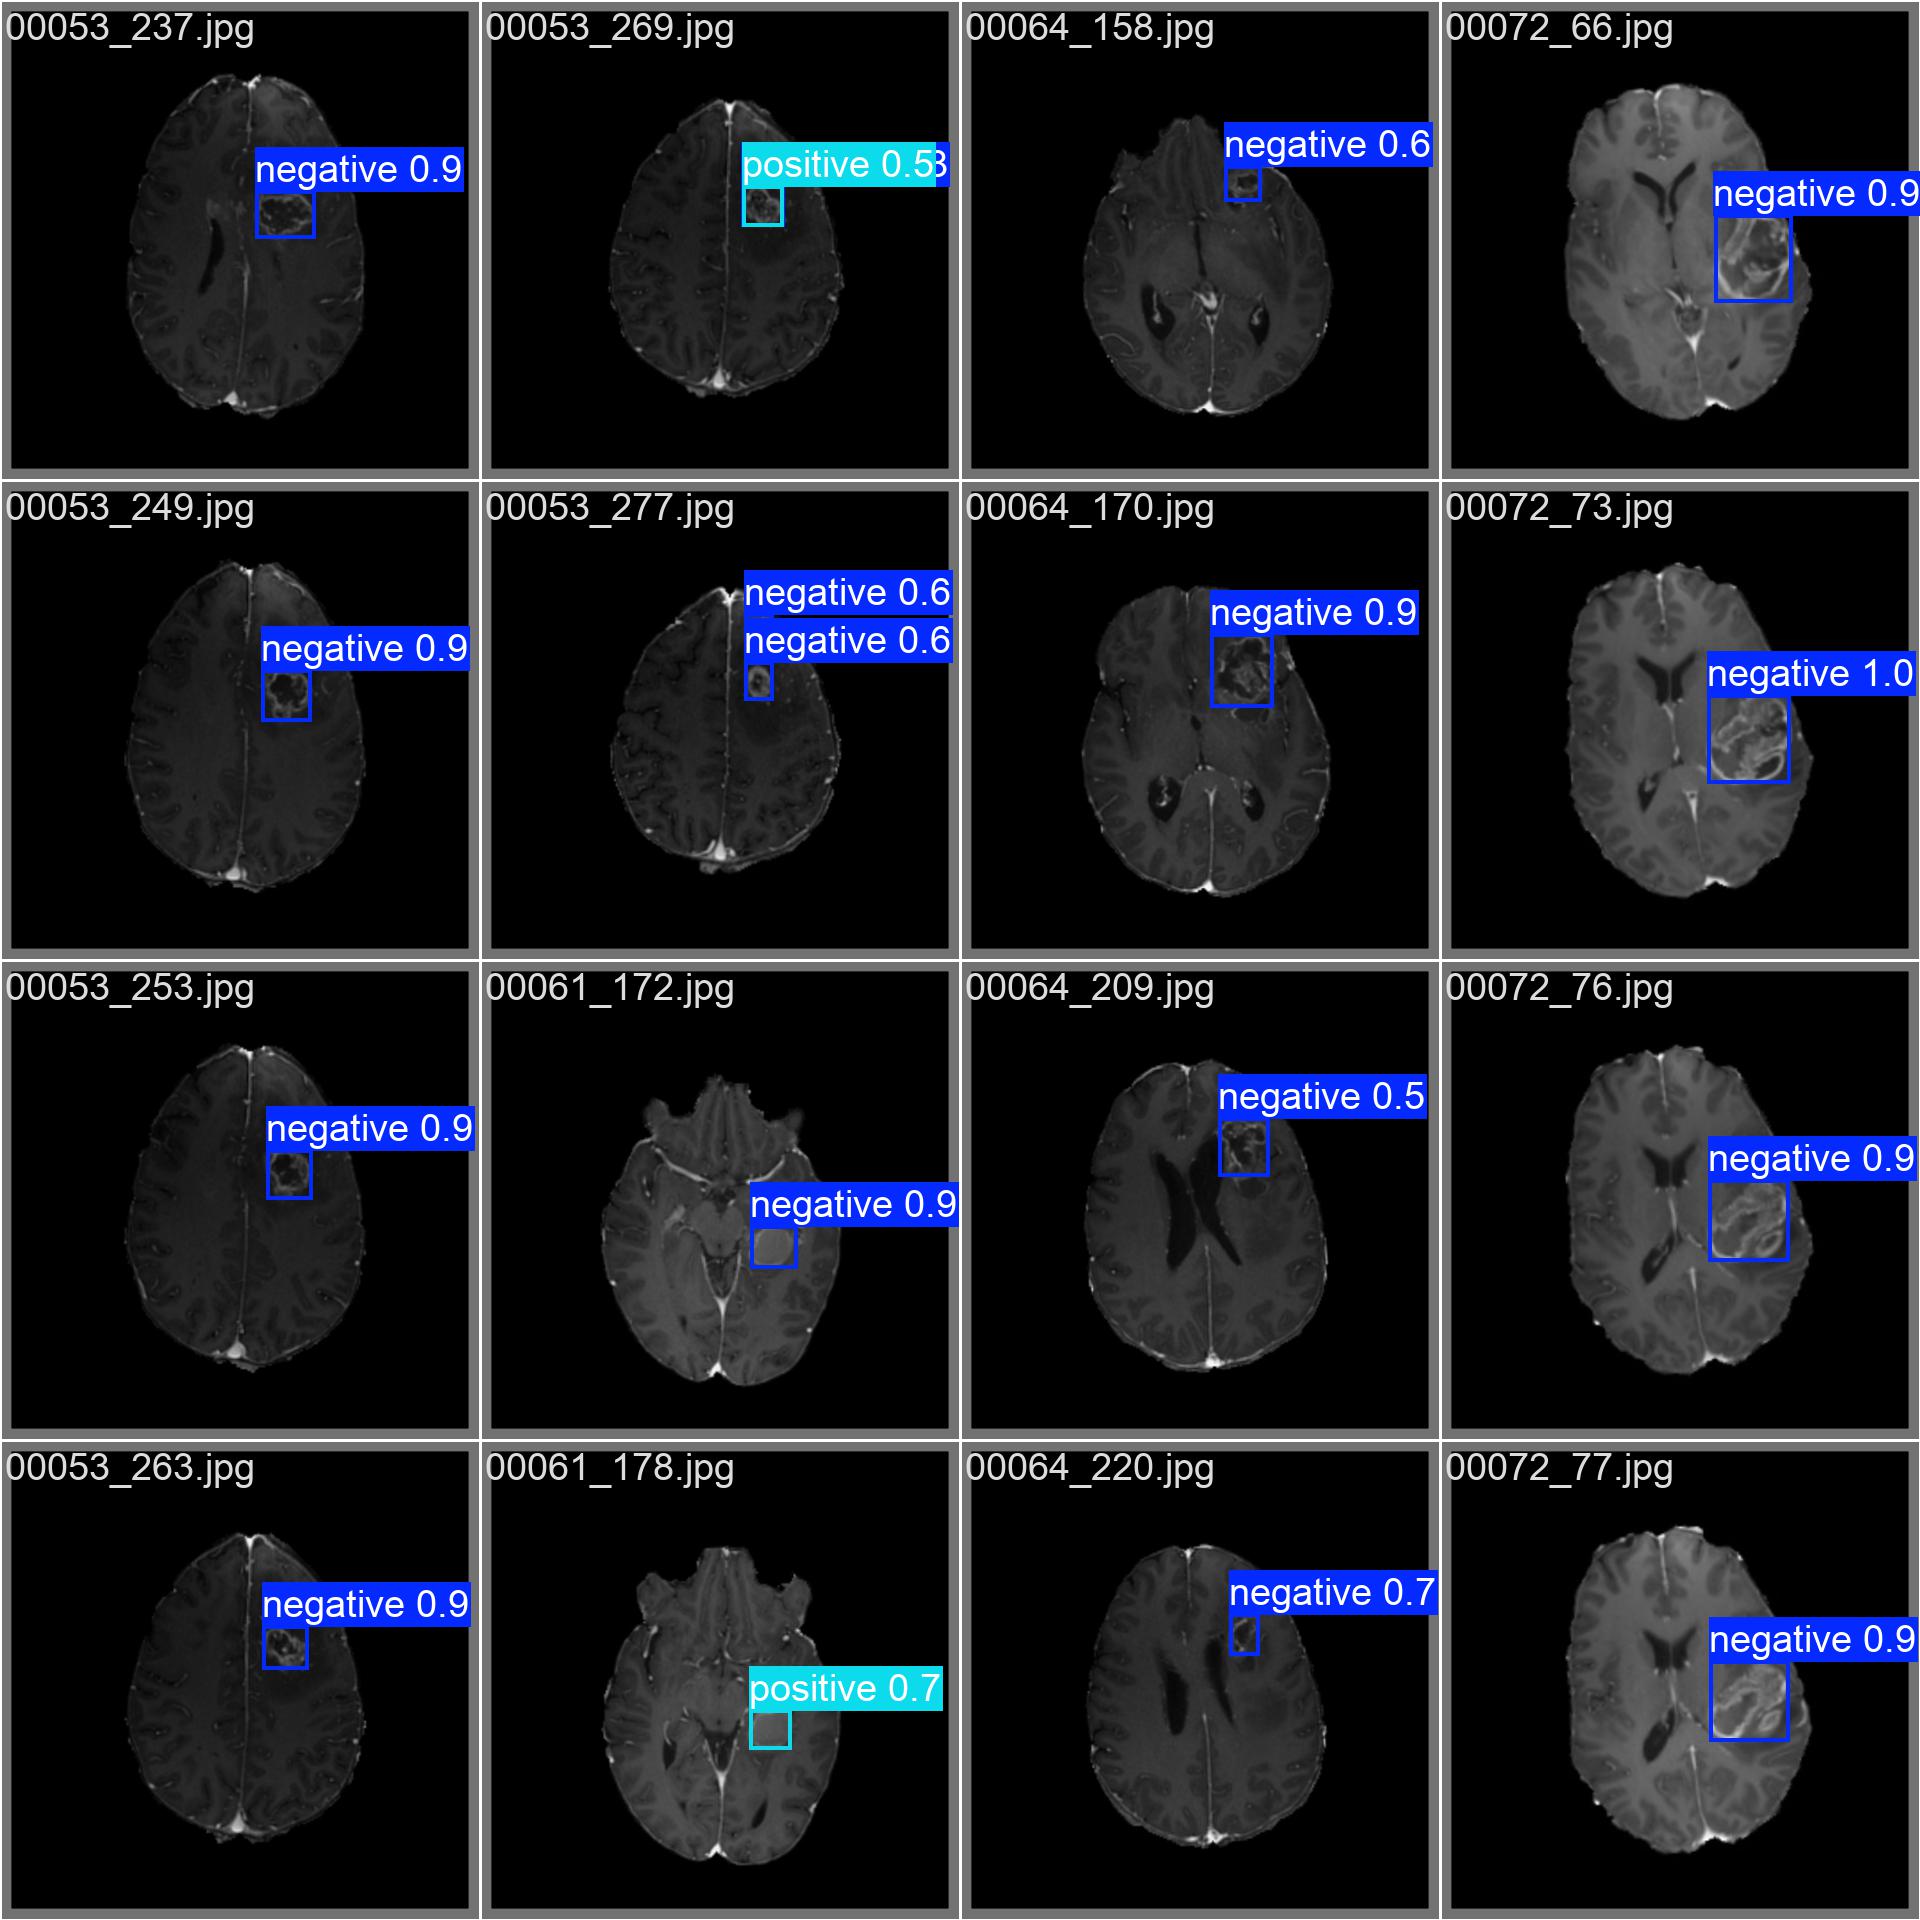 00053_237.jpg
negative 0.9
00053_269.jpg
positive 0.5
3
00064_158.jpg
negative 0.6
00072_66.jpg
negative 0.9
00053_249.jpg
negative 0.9
00053_277.jpg
negative 0.6
negative 0.6
00064_170.jpg
negative 0.9
00072_73.jpg
negative 1.0
00053_253.jpg
negative 0.9
00061_172.jpg
negative 0.9
00064_209.jpg
negative 0.5
00072_76.jpg
negative 0.9
00053_263.jpg
negative 0.9
00061_178.jpg
positive 0.7
00064_220.jpg
negative 0.7
00072_77.jpg
negative 0.9